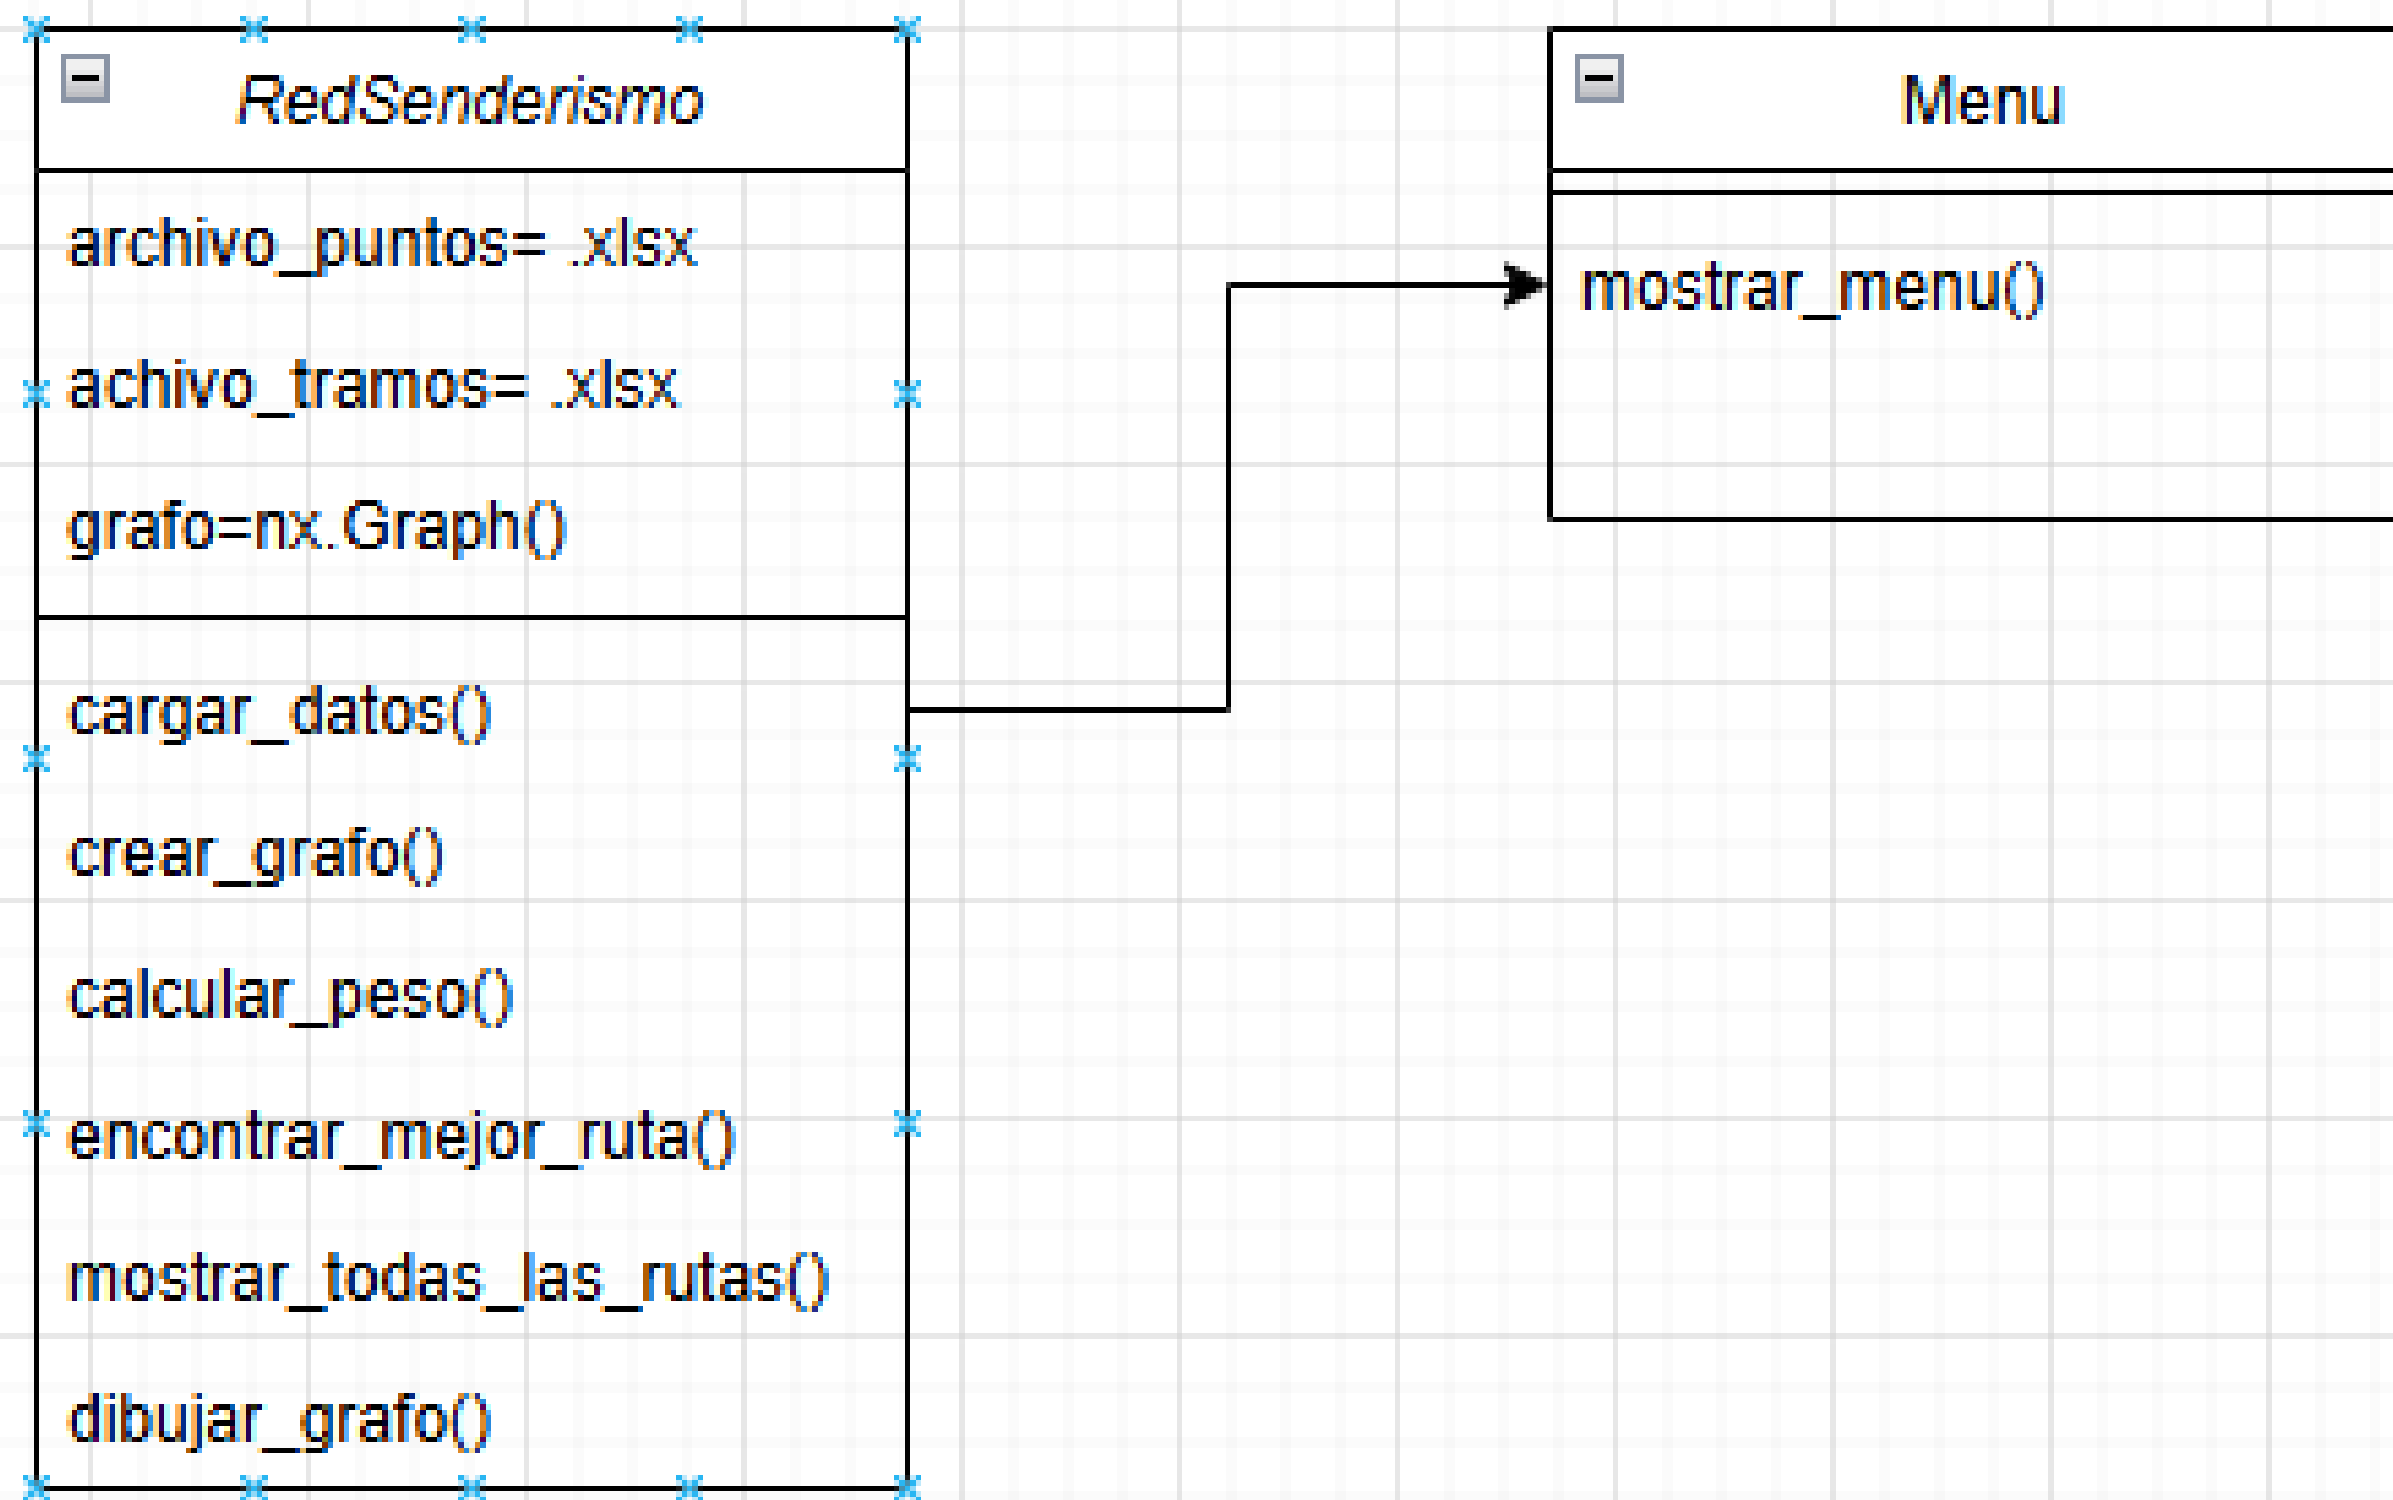 RedSenderismo
archivo_puntos= .xlsx
achivo_tramos= .xlsx
grafo=nx.Graph()
cargar_datos()
crear_grafo()
calcular_peso()
encontrar_mejor_ruta()
mostrar_todas_las_rutas()
dibujar_grafo()
Menu
mostrar_menu()